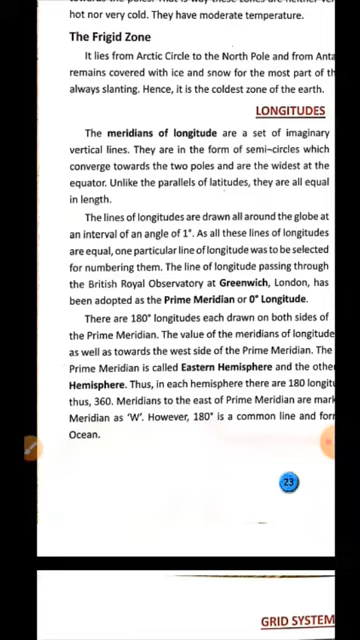 hot nor very cold. They have moderate temperature.
The Frigid Zone
It lies from Arctic Circle to the North Pole and from
remains covered with ice and snow for the most part of
always slanting. Hence, it is the coldest zone of the earth.
LONGITUDES
The meridians of longitude are a set of imaginary
vertical lines. They are in the form of semi-circles which
converge towards the two poles and are the widest at the
equator. Unlike the parallels of latitudes, they are all equal
in length.
The lines of longitudes are drawn all around the globe at
an interval of an angle of 1°. As all these lines of longitudes
are equal, one particular line of longitude was to be selected
for numbering them. The line of longitude passing through
the British Royal Observatory at Greenwich, London, has
been adopted as the Prime Meridian or 0° Longitude.
There are 180° longitudes each drawn on both sides of
the Prime Meridian. The value of the meridians of longitude
as well as towards the west side of the Prime Meridian. The
Prime Meridian is called Eastern Hemisphere and the
Hemisphere. Thus, in each hemisphere there are 180
thus, 360. Meridians to the east of Prime Meridian are
Meridian as 'W'. However, 180° is a common line and
Ocean.
23
GRID SYSTEM